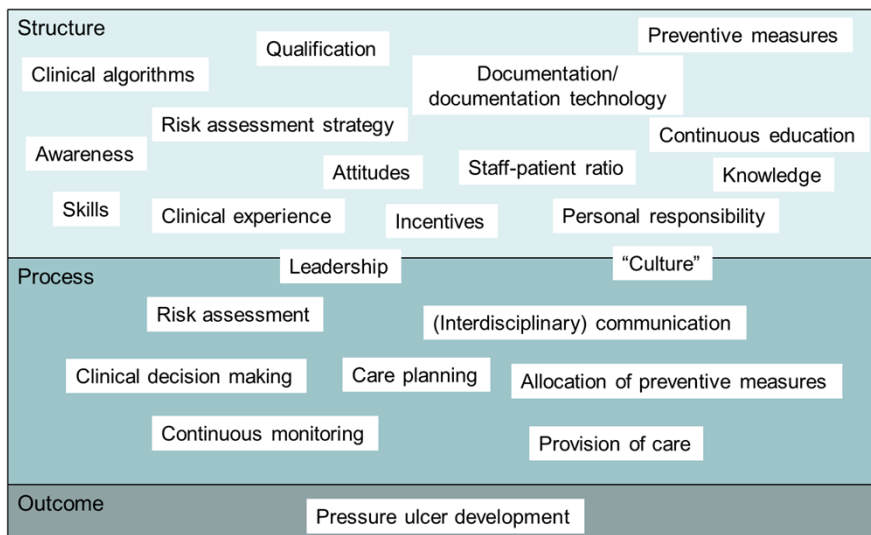 Structure
Qualification
Preventive measures
Clinical algorithms
Documentation/
documentation technology
Risk assessment strategy
Continuous education
Awareness
Attitudes
Staff-patient ratio
Knowledge
Skills
Clinical experience
Incentives
Personal responsibility
Leadership
“Culture”
Process
Risk assessment
(Interdisciplinary) communication
Clinical decision making
Care planning
Allocation of preventive measures
Continuous monitoring
Provision of care
Outcome
Pressure ulcer development